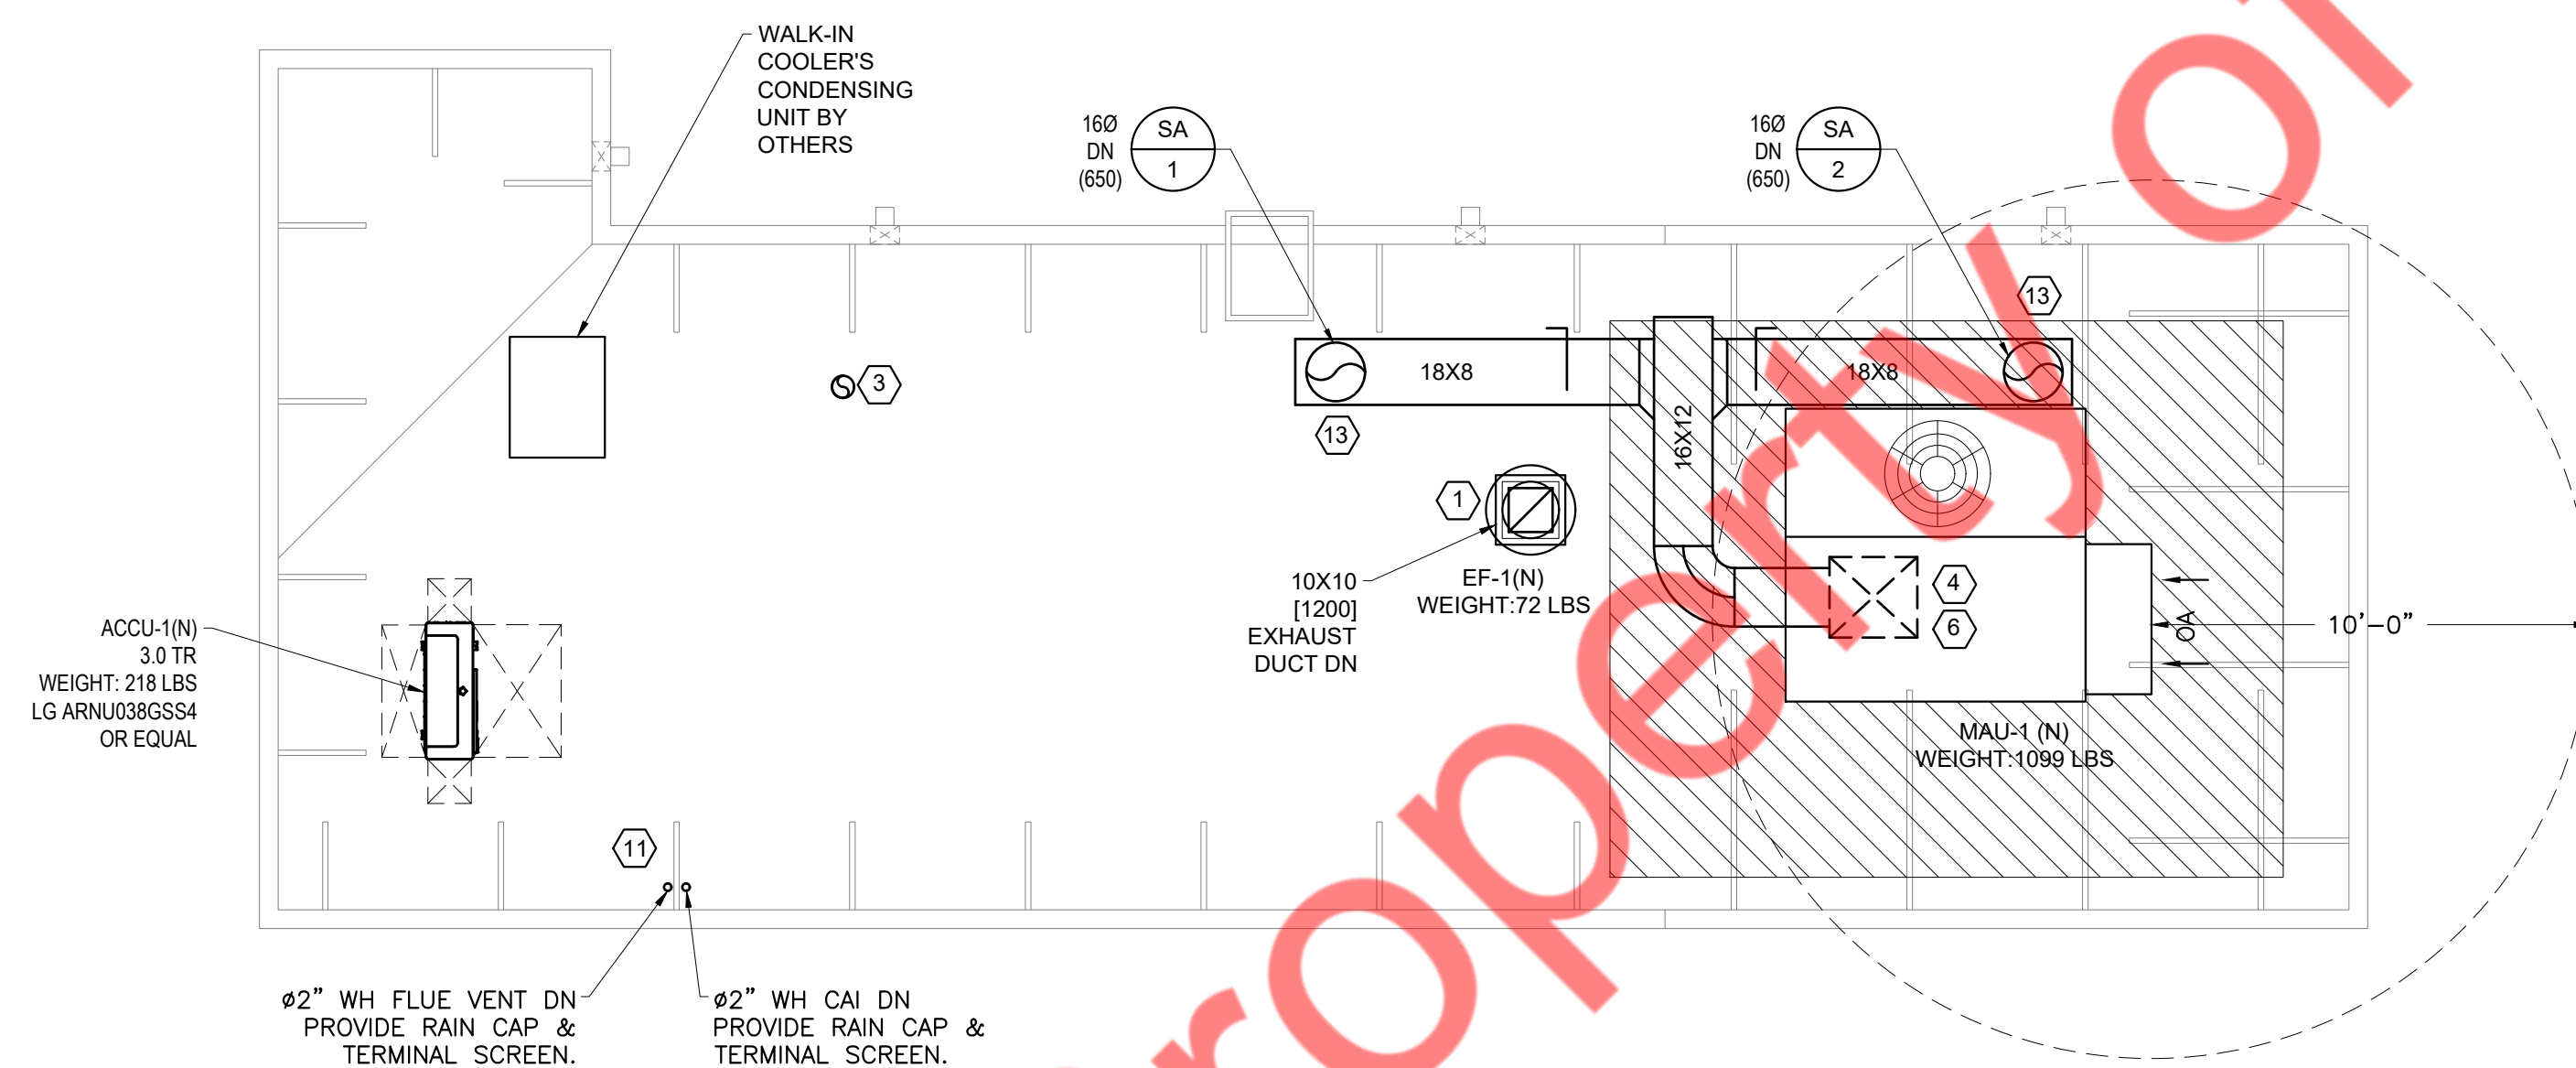 WALK-IN
COOLER'S
CONDENSING
UNIT BY
OTHERS
16Ø
DN
(650)
SA
1
16Ø
DN
(650)
SA
2
13
3
18X8
18X8
13
16X12
1
10X10
[1200]
EXHAUST
DUCT DN
EF-1(N)
WEIGHT:72 LBS
4
6
OA
10'-0"
MAU-1 (N)
WEIGHT:1099 LBS
ACCU-1(N)
3.0 TR
WEIGHT: 218 LBS
LG ARNU038GSS4
OR EQUAL
11
ø2" WH FLUE VENT DN
PROVIDE RAIN CAP &
TERMINAL SCREEN.
ø2" WH CAI DN
PROVIDE RAIN CAP &
TERMINAL SCREEN.
roperty of